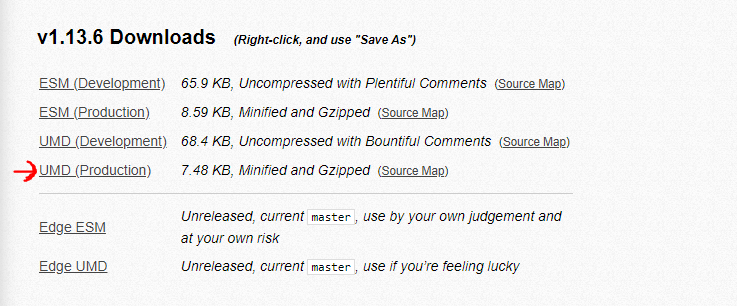 v1.13.6 Downloads (Right-click, and use "Save As")
ESM (Development) 65.9 KB, Uncompressed with Plentiful Comments (Source Map)
ESM (Production) 8.59 KB, Minified and Gzipped (Source Map)
UMD (Development) 68.4 KB, Uncompressed with Bountiful Comments (Source Map)
UMD (Production) 7.48 KB, Minified and Gzipped (Source Map)
Edge ESM Unreleased, current master, use by your own judgement and
at your own risk
Edge UMD Unreleased, current master, use if you’re feeling lucky